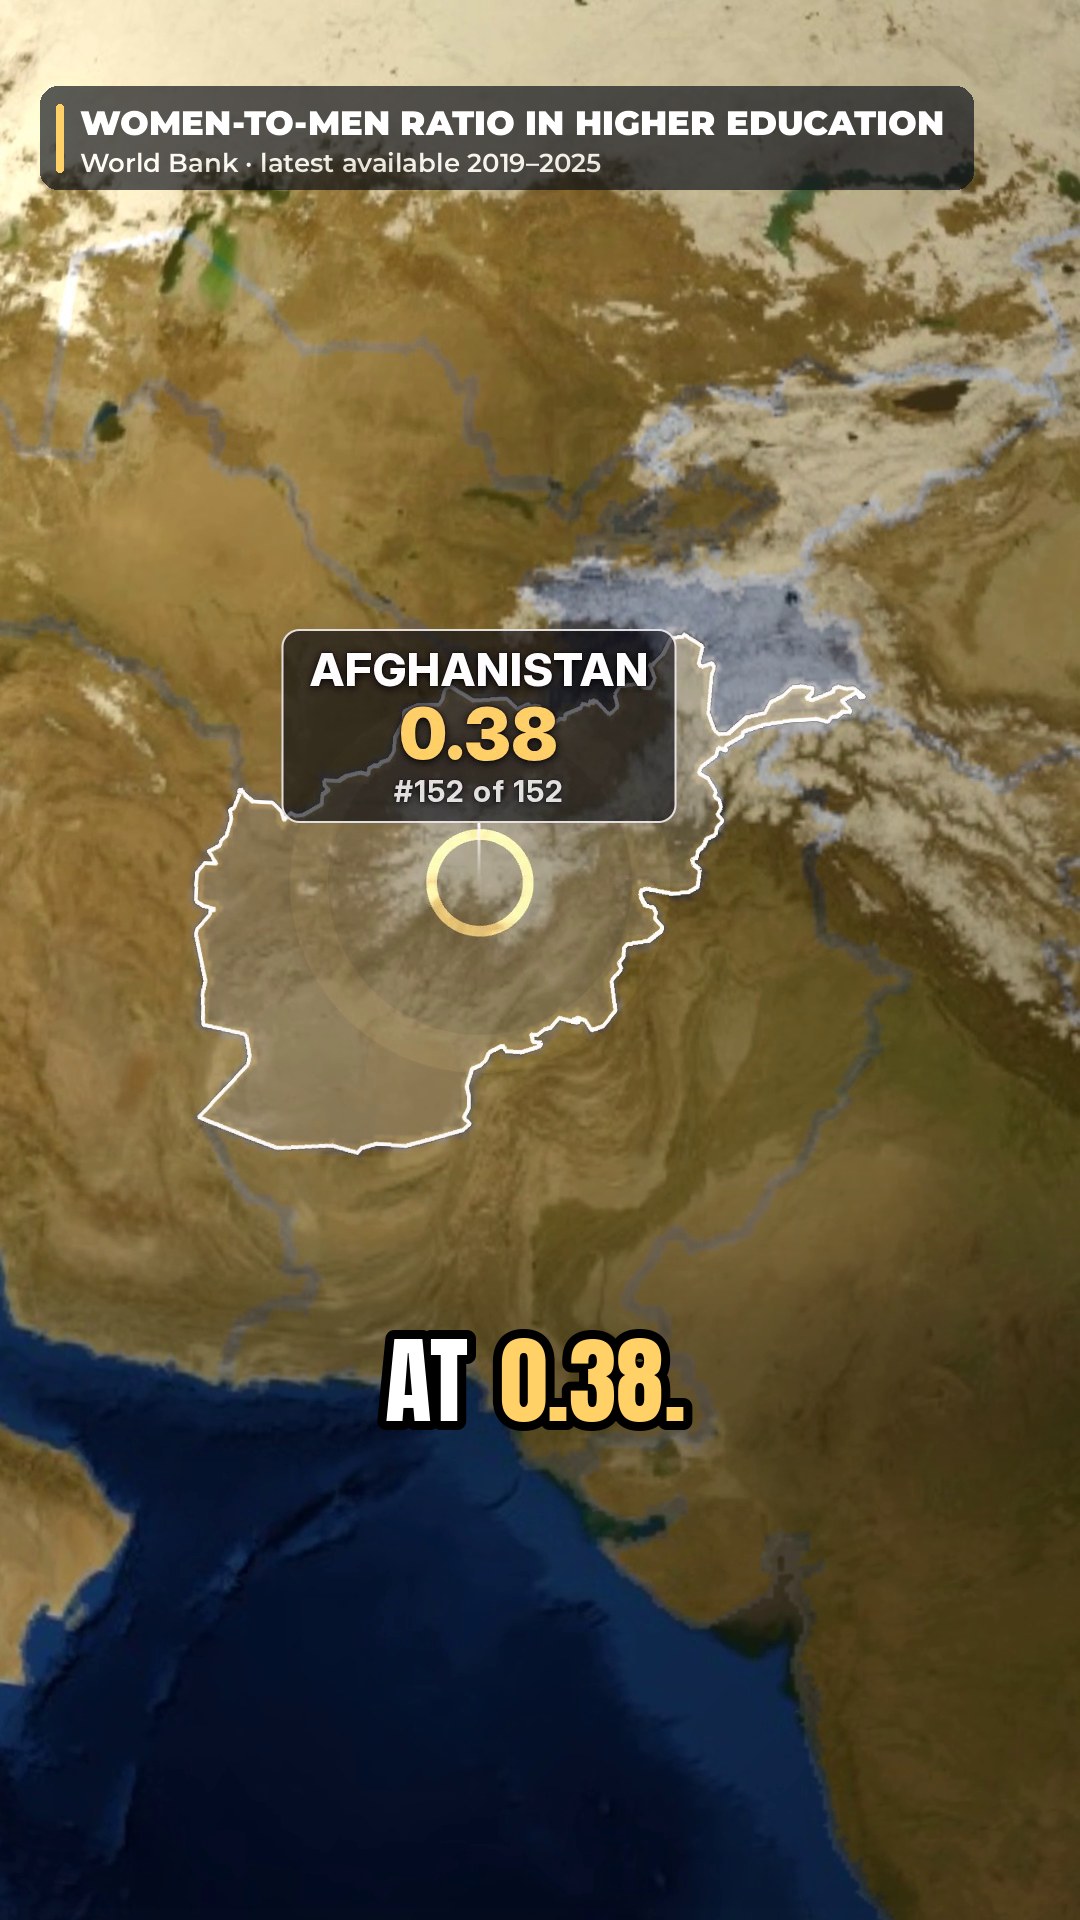 WOMEN-TO-MEN RATIO IN HIGHER EDUCATION
World Bank · latest available 2019–2025
AFGHANISTAN
0.38
#152 of 152
AT 0.38.